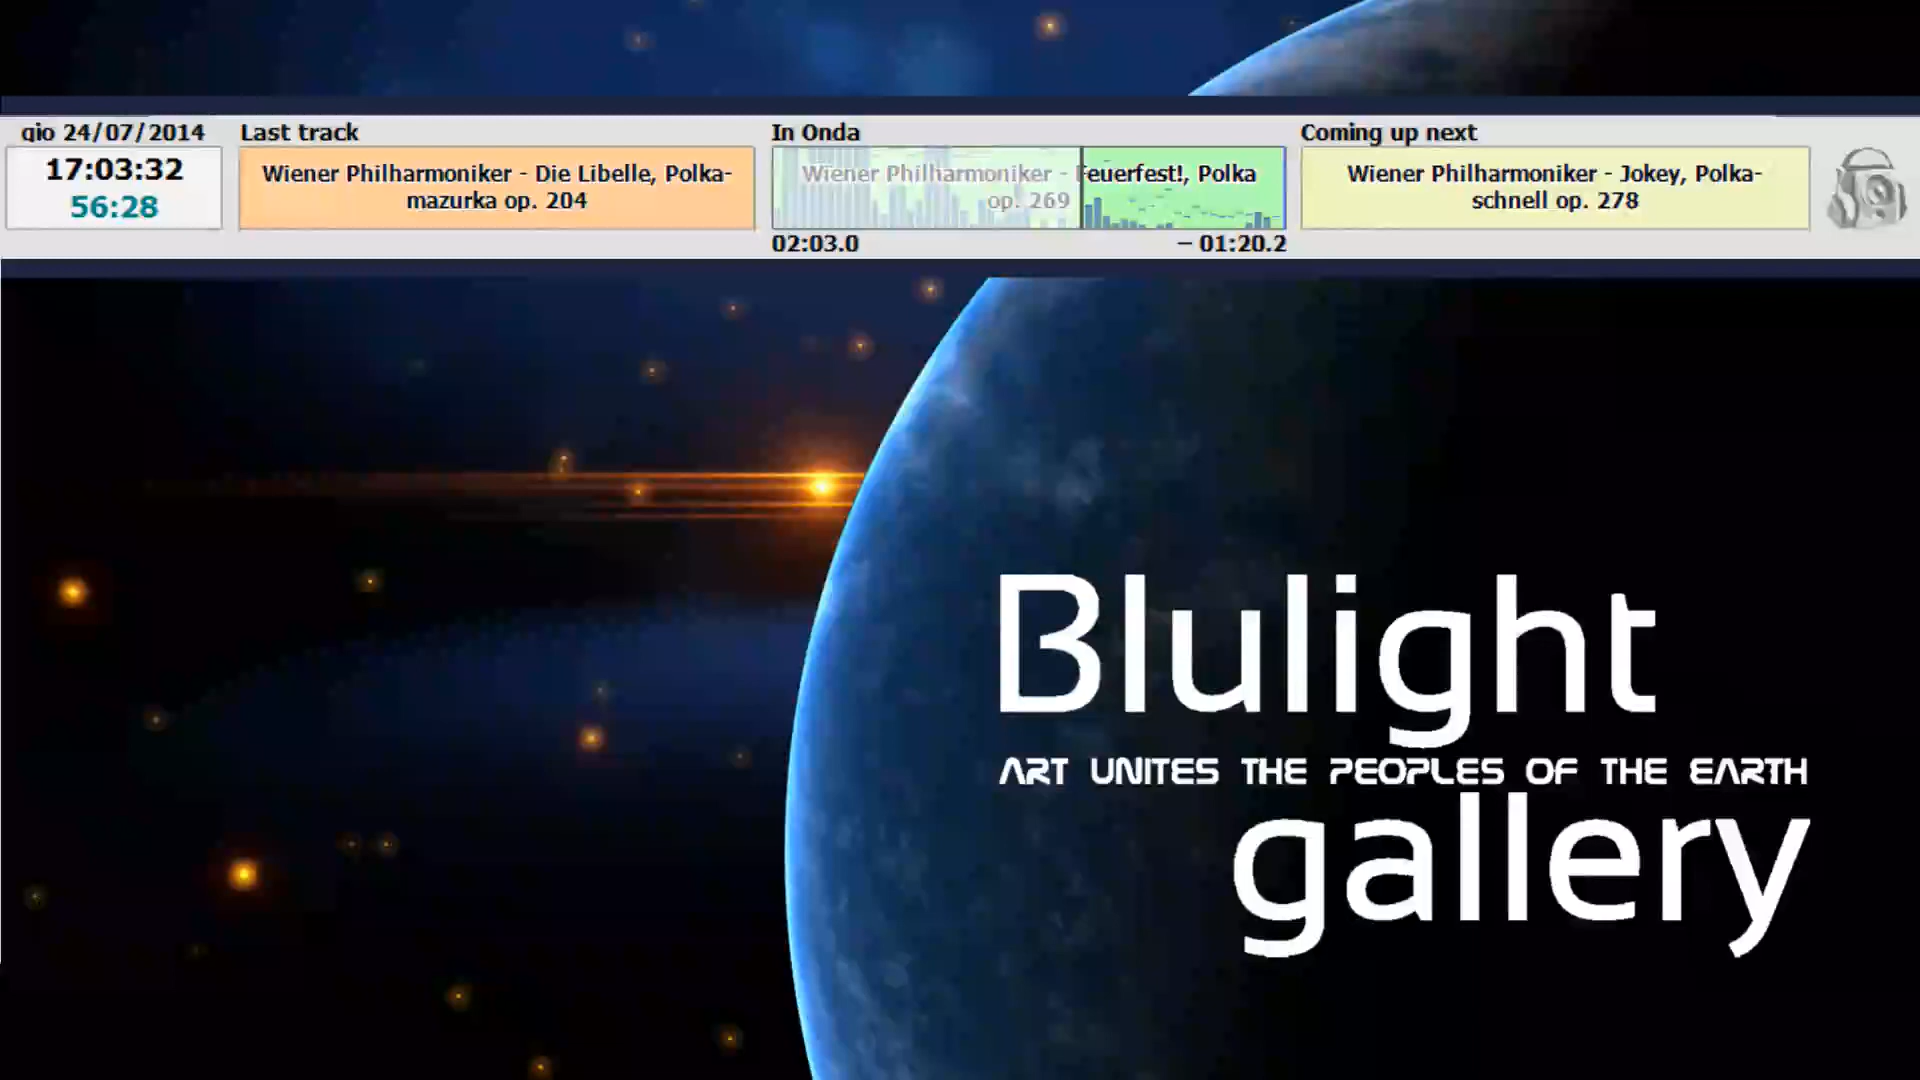 gio 24/07/2014
17:03:32
56:28
Last track
Wiener Philharmoniker - Die Libelle, Polka-
mazurka op. 204
In Onda
Wiener Philharmoniker - Feuerfest!, Polka
op. 269
02:03.0
– 01:20.2
Coming up next
Wiener Philharmoniker - Jokey, Polka-
schnell op. 278
Blulight
ART UNITES THE PEOPLES OF THE EARTH
gallery